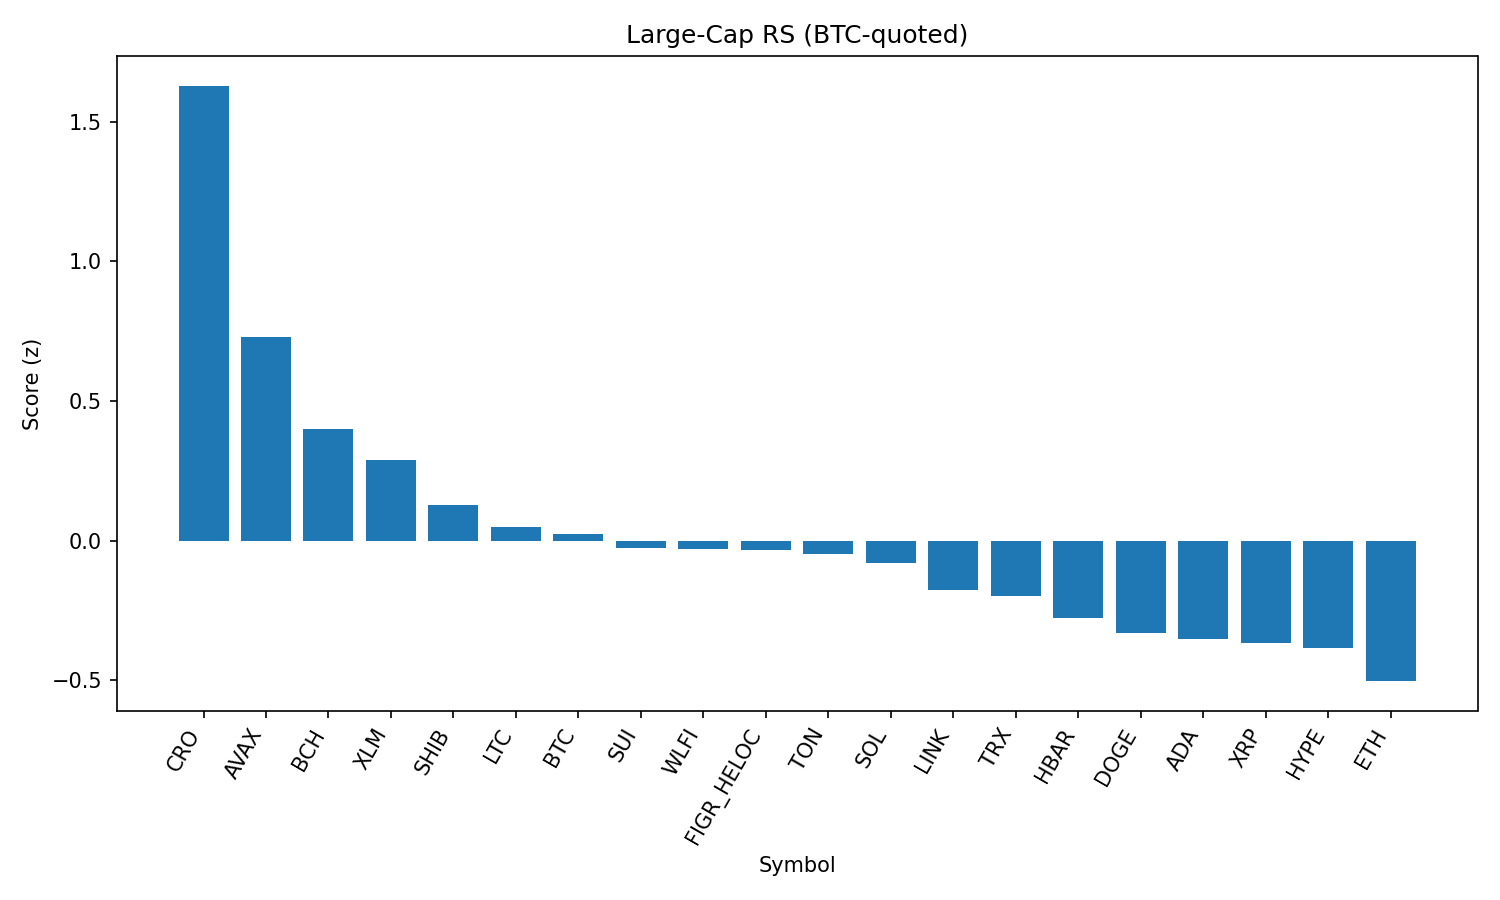 Large-Cap RS (BTC-quoted)
Score (z)
1.5
1.0
0.5
0.0
−0.5
CRO
AVAX
BCH
XLM
SHIB
LTC
BTC
SUI
WLFI
FIGR_HELOC
TON
SOL
LINK
TRX
HBAR
DOGE
ADA
XRP
HYPE
ETH
Symbol